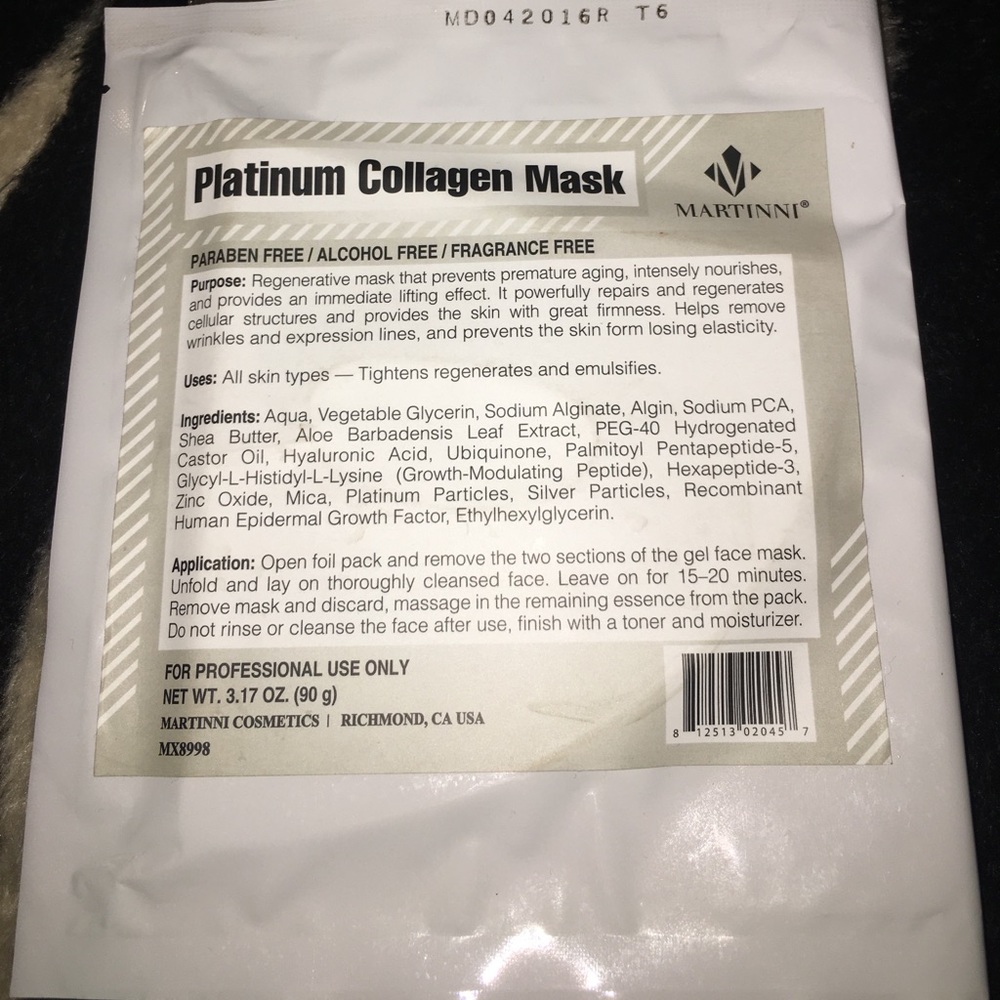 MD042016R T6
Platinum Collagen Mask
MARTINNI®
PARABEN FREE / ALCOHOL FREE / FRAGRANCE FREE
Purpose: Regenerative mask that prevents premature aging, intensely nourishes,
and provides an immediate lifting effect. It powerfully repairs and regenerates
cellular structures and provides the skin with great firmness. Helps remove
wrinkles and expression lines, and prevents the skin form losing elasticity.
Uses: All skin types — Tightens regenerates and emulsifies.
Ingredients: Aqua, Vegetable Glycerin, Sodium Alginate, Algin, Sodium PCA,
Shea Butter, Aloe Barbadensis Leaf Extract, PEG-40 Hydrogenated
Castor Oil, Hyaluronic Acid, Ubiquinone, Palmitoyl Pentapeptide-5,
Glycyl-L-Histidyl-L-Lysine (Growth-Modulating Peptide), Hexapeptide-3,
Zinc Oxide, Mica, Platinum Particles, Silver Particles, Recombinant
Human Epidermal Growth Factor, Ethylhexylglycerin.
Application: Open foil pack and remove the two sections of the gel face mask.
Unfold and lay on thoroughly cleansed face. Leave on for 15–20 minutes.
Remove mask and discard, massage in the remaining essence from the pack.
Do not rinse or cleanse the face after use, finish with a toner and moisturizer.
FOR PROFESSIONAL USE ONLY
NET WT. 3.17 OZ. (90 g)
MARTINNI COSMETICS | RICHMOND, CA USA
MX8998
8 12513 02045 7